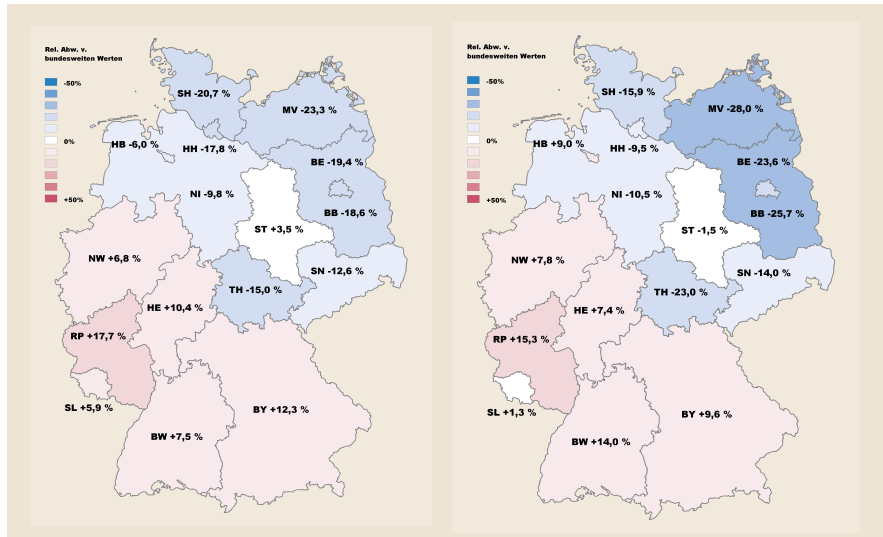 Rel. Abw. v.
bundesweiten Werten
-50%
0%
+50%
SH -20,7 %
MV -23,3 %
HB -6,0 %
HH -17,8 %
BE -19,4 %
NI -9,8 %
BB -18,6 %
ST +3,5 %
NW +6,8 %
SN -12,6 %
TH -15,0 %
HE +10,4 %
RP +17,7 %
SL +5,9 %
BY +12,3 %
BW +7,5 %
Rel. Abw. v.
bundesweiten Werten
-50%
0%
+50%
SH -15,9 %
MV -28,0 %
HB +9,0 %
HH -9,5 %
BE -23,6 %
NI -10,5 %
BB -25,7 %
ST -1,5 %
NW +7,8 %
SN -14,0 %
TH -23,0 %
HE +7,4 %
RP +15,3 %
SL +1,3 %
BY +9,6 %
BW +14,0 %